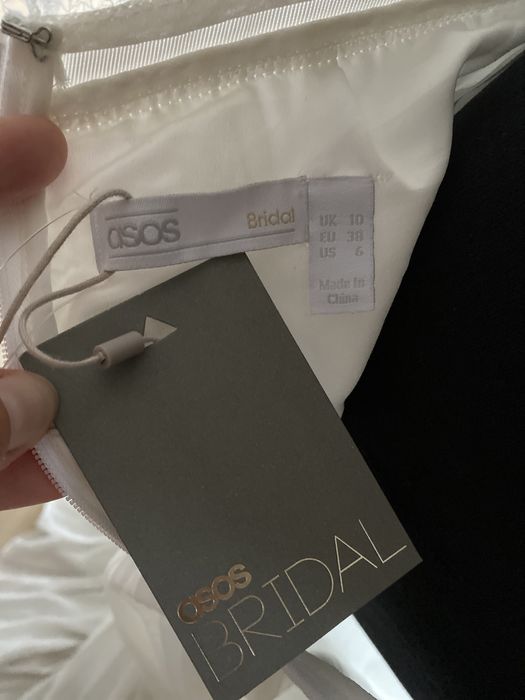 asos Bridal
UK 10
EU 38
US 6
Made In
China
asos
BRIDAL